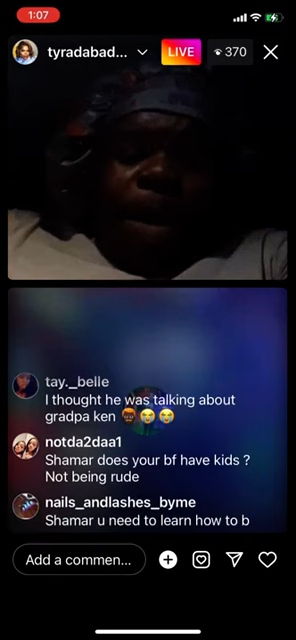 1:07
tyradabad...
LIVE
370
tay._belle
I thought he was talking about
gradpa ken
notda2daa1
Shamar does your bf have kids ?
Not being rude
nails_andlashes_byme
Shamar u need to learn how to b
Add a commen...